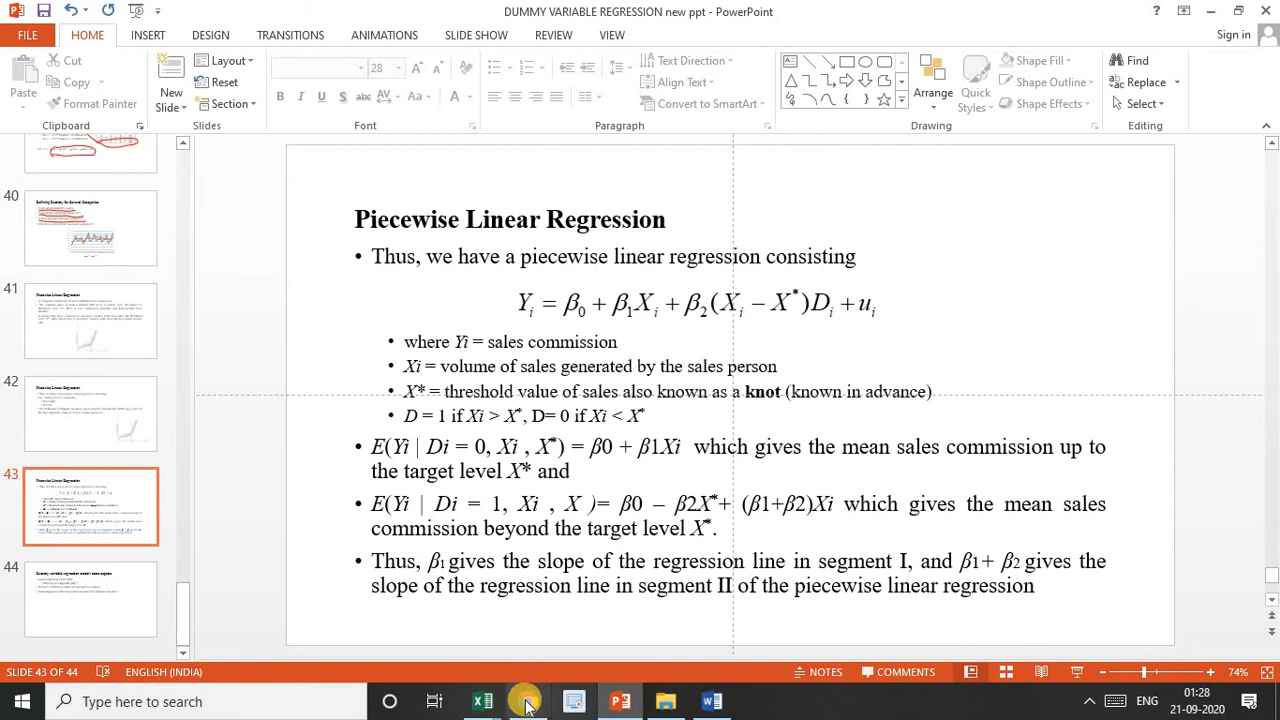 DUMMY VARIABLE REGRESSION new ppt - PowerPoint
FILE HOME INSERT DESIGN TRANSITIONS ANIMATIONS SLIDE SHOW REVIEW VIEW Sign in
Paste Cut Copy Format Painter Clipboard
New Slide Layout Reset Section Slides
28 B I U S abc AV Aa A Font
Text Direction Align Text Convert to SmartArt Paragraph
Arrange Quick Styles Shape Fill Shape Outline Shape Effects Drawing
Find Replace Select Editing
40
41
42
43
44
Piecewise Linear Regression
• Thus, we have a piecewise linear regression consisting
Yᵢ = β₀ + β₁Xᵢ + β₂(Xᵢ − X*)Dᵢ + uᵢ
• where Yi = sales commission
• Xi = volume of sales generated by the sales person
• X* = threshold value of sales also known as a knot (known in advance)
• D = 1 if Xi > X*, D= 0 if Xi < X*
• E(Yi | Di = 0, Xi , X*) = β0 + β1Xi which gives the mean sales commission up to
the target level X* and
• E(Yi | Di = 1, Xi, X )= β0 – β2X*+ (β1+β2)Xi which gives the mean sales
commission beyond the target level X*.
• Thus, β1 gives the slope of the regression line in segment I, and β1+ β2 gives the
slope of the regression line in segment II of the piecewise linear regression
SLIDE 43 OF 44 ENGLISH (INDIA) NOTES COMMENTS 74%
Type here to search ENG 01:28
21-09-2020